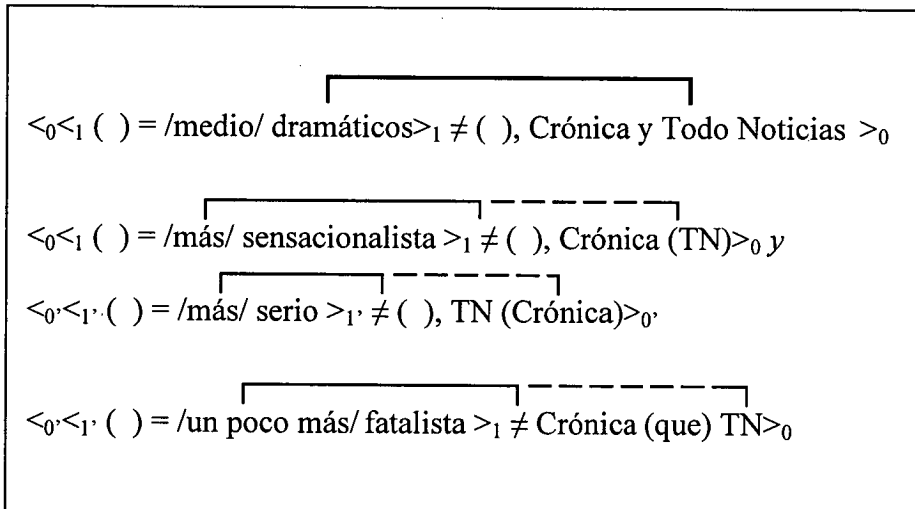 <₀<₁ ( ) = /medio/ dramáticos>₁ ≠ ( ), Crónica y Todo Noticias >₀
<₀<₁ ( ) = /más/ sensacionalista >₁ ≠ ( ), Crónica (TN)>₀ y
<₀’<₁’ ( ) = /más/ serio >₁’ ≠ ( ), TN (Crónica)>₀’
<₀’<₁’ ( ) = /un poco más/ fatalista >₁ ≠ Crónica (que) TN>₀